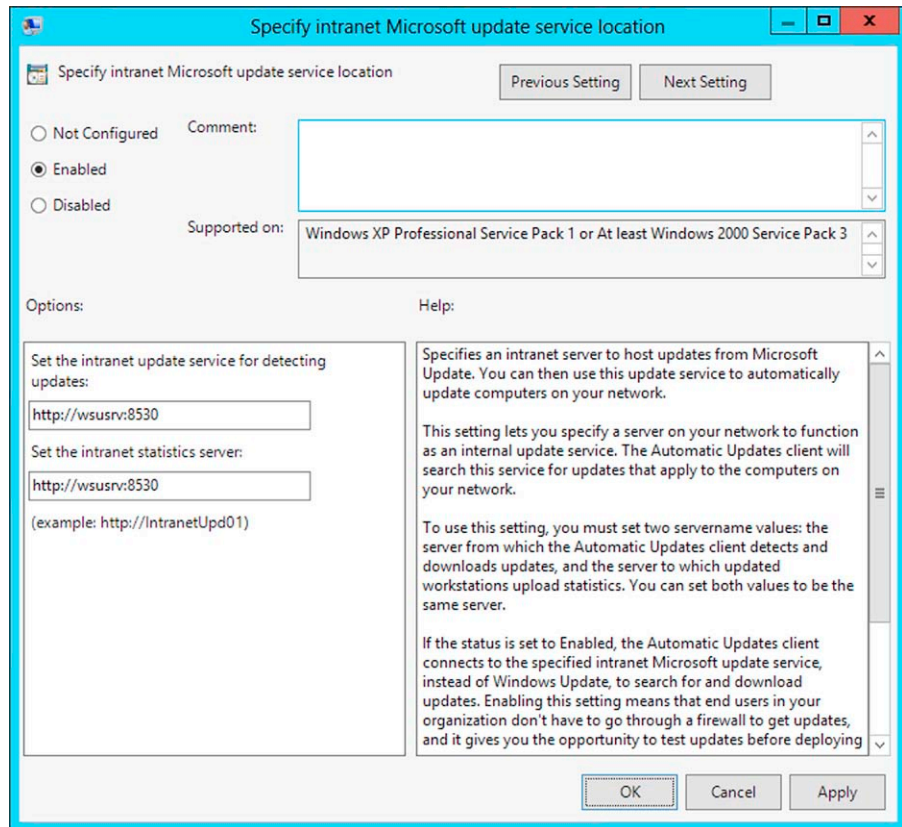 Specify intranet Microsoft update service location
Specify intranet Microsoft update service location
Previous Setting
Next Setting
Not Configured
Enabled
Disabled
Comment:
Supported on:
Windows XP Professional Service Pack 1 or At least Windows 2000 Service Pack 3
Options:
Help:
Set the intranet update service for detecting
updates:
http://wsusrv:8530
Set the intranet statistics server:
http://wsusrv:8530
(example: http://IntranetUpd01)
Specifies an intranet server to host updates from Microsoft
Update. You can then use this update service to automatically
update computers on your network.
This setting lets you specify a server on your network to function
as an internal update service. The Automatic Updates client will
search this service for updates that apply to the computers on
your network.
To use this setting, you must set two servername values: the
server from which the Automatic Updates client detects and
downloads updates, and the server to which updated
workstations upload statistics. You can set both values to be the
same server.
If the status is set to Enabled, the Automatic Updates client
connects to the specified intranet Microsoft update service,
instead of Windows Update, to search for and download
updates. Enabling this setting means that end users in your
organization don't have to go through a firewall to get updates,
and it gives you the opportunity to test updates before deploying
OK
Cancel
Apply